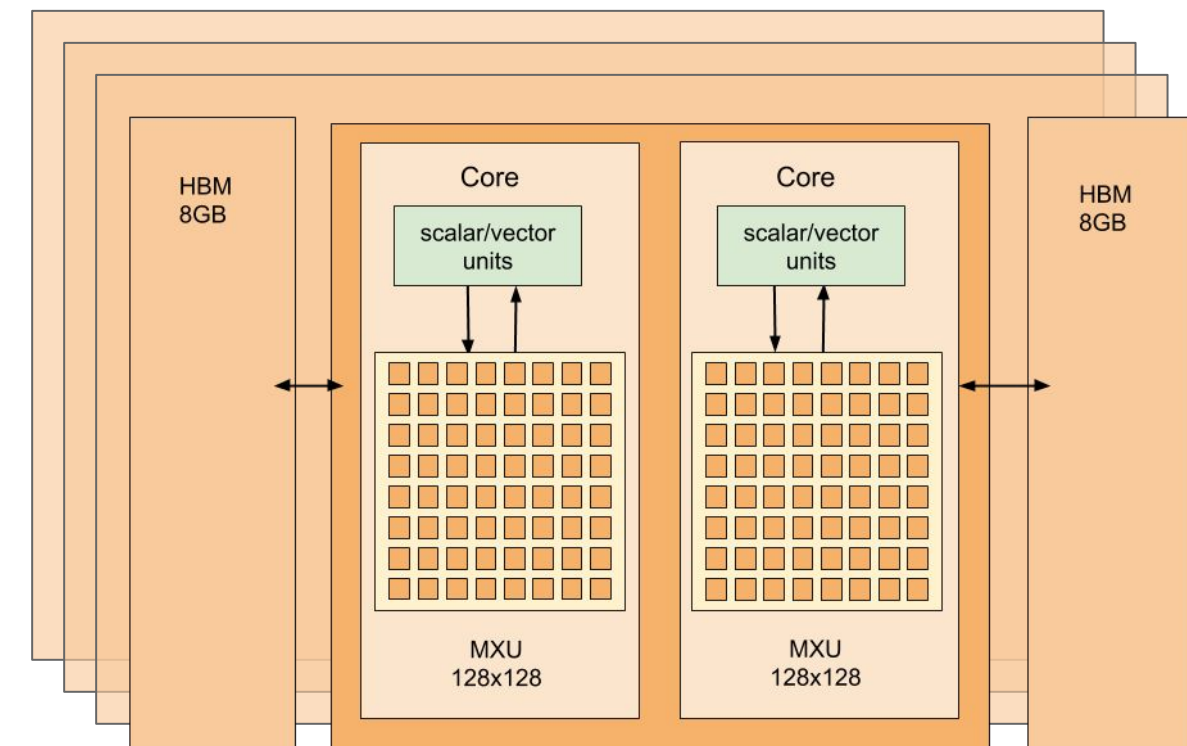 HBM
8GB
Core
scalar/vector
units
MXU
128x128
Core
scalar/vector
units
MXU
128x128
HBM
8GB